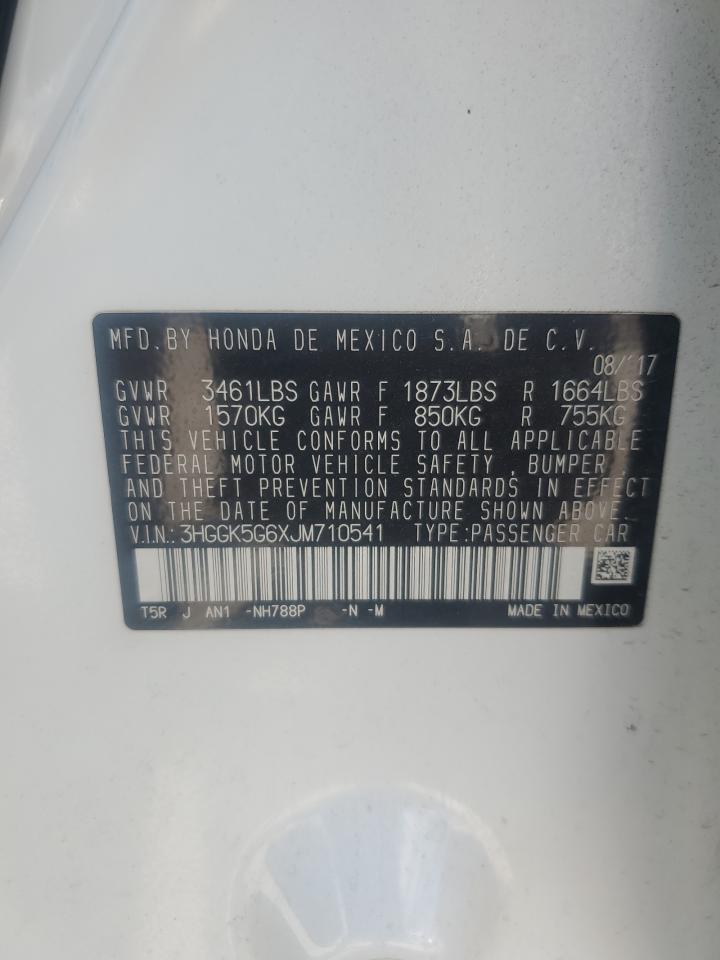 MFD.BY HONDA DE MEXICO S.A. DE C.V.
08/'17
GVWR 3461LBS GAWR F 1873LBS R 1664LBS
GVWR 1570KG GAWR F 850KG R 755KG
THIS VEHICLE CONFORMS TO ALL APPLICABLE
FEDERAL MOTOR VEHICLE SAFETY , BUMPER ,
AND THEFT PREVENTION STANDARDS IN EFFECT
ON THE DATE OF MANUFACTURE SHOWN ABOVE.
V.I.N.: 3HGGK5G6XJM710541 TYPE:PASSENGER CAR
T5R J AN1 -NH788P -N -M MADE IN MEXICO